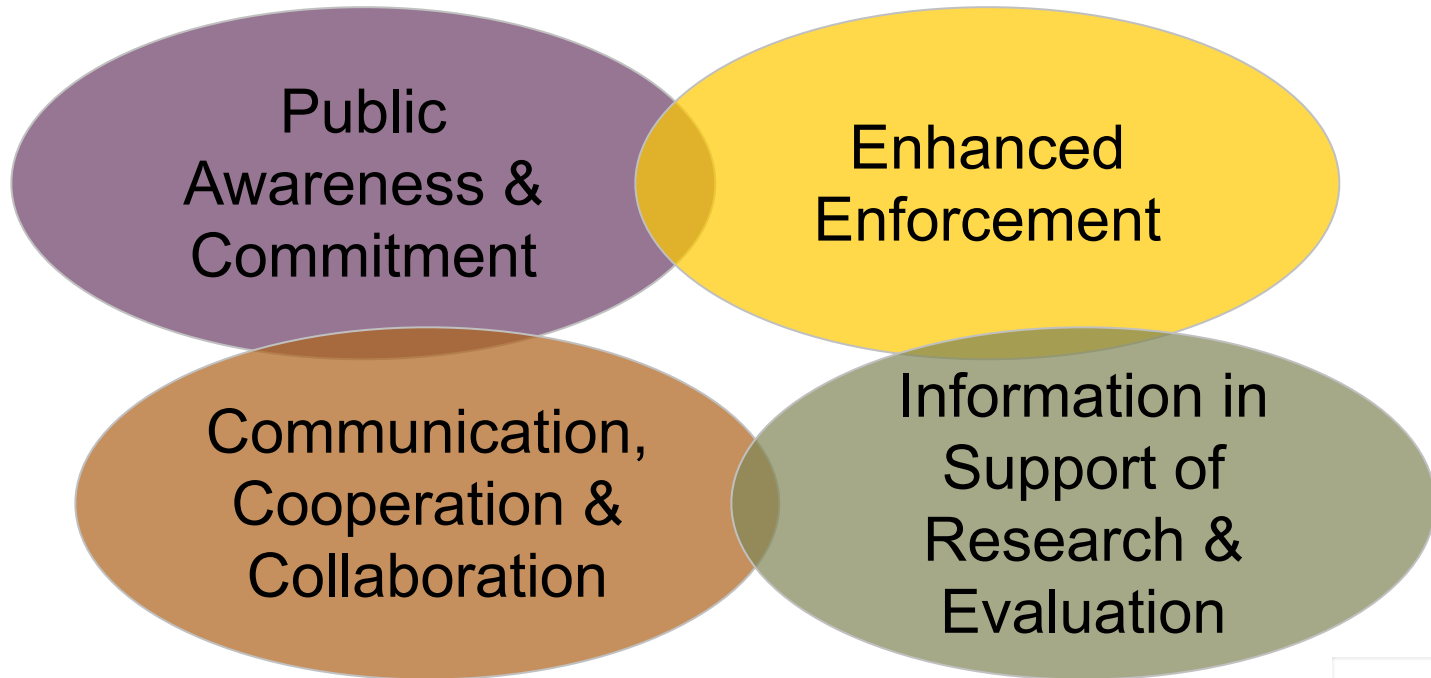 Public
Awareness &
Commitment
Enhanced
Enforcement
Communication,
Cooperation &
Collaboration
Information in
Support of
Research &
Evaluation